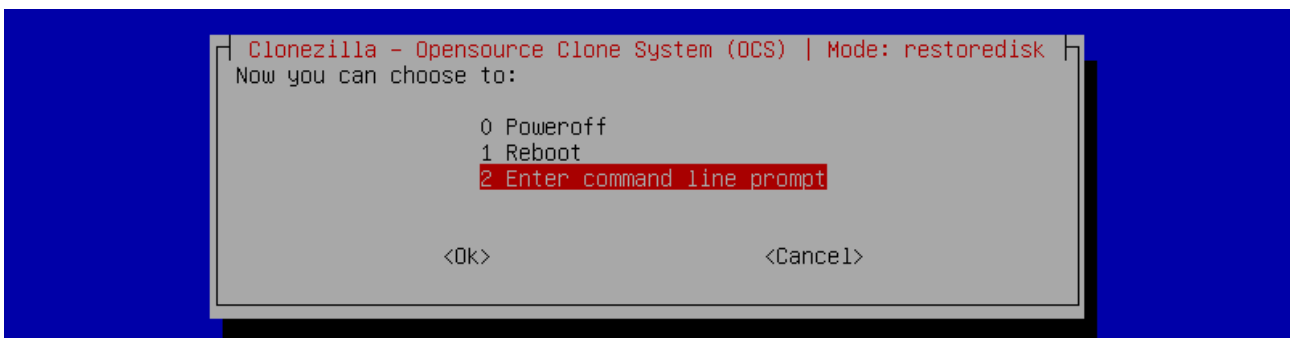 Clonezilla - Opensource Clone System (OCS) | Mode: restoredisk
Now you can choose to:
0 Poweroff
1 Reboot
2 Enter command line prompt
<Ok> <Cancel>